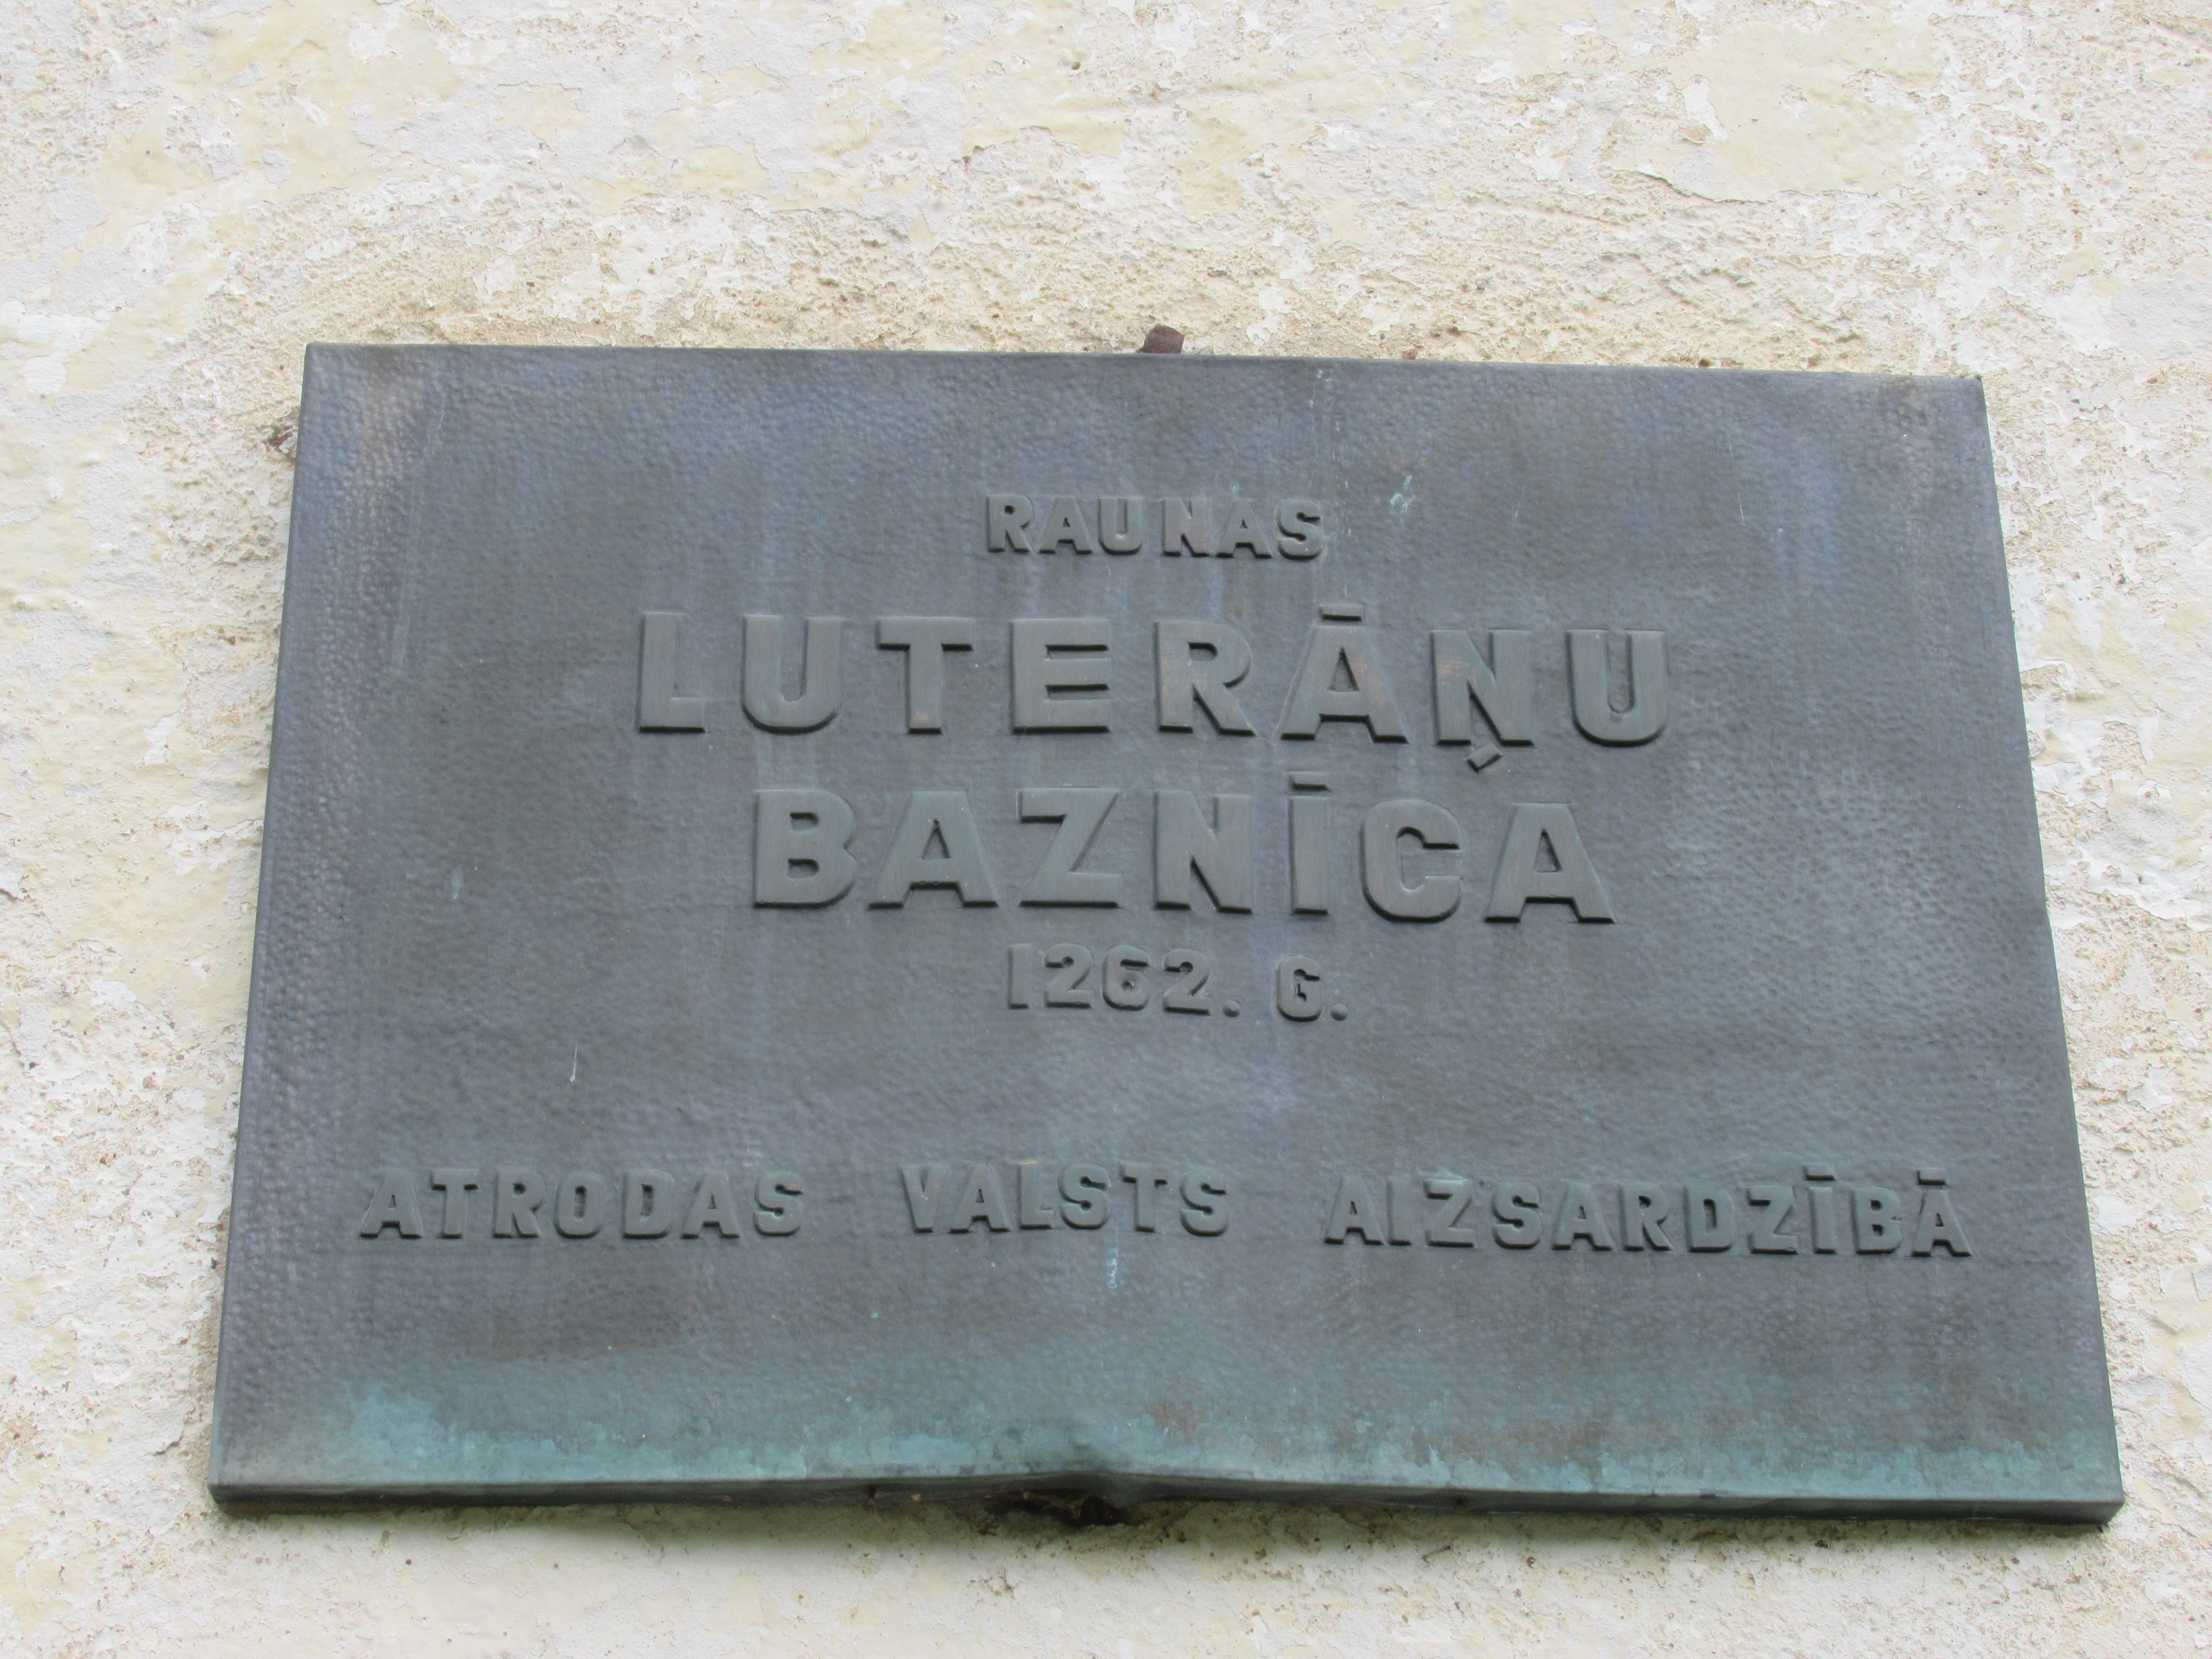 RAUNAS
LUTERĀŅU
BAZNĪCA
1262. G.
ATRODAS VALSTS AIZSARDZĪBĀ